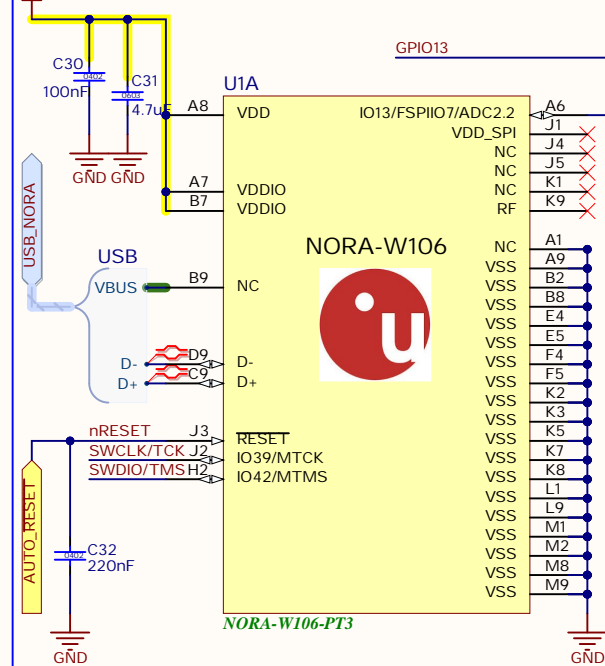 GPIO13
C30
0402
100nF
C31
0603
4.7uF
GND
GND
U1A
A8
VDD
A7
VDDIO
B7
VDDIO
USB_NORA
USB
VBUS
B9
NC
D-
D9
D-
D+
C9
D+
nRESET
J3
RESET
SWCLK/TCK
J2
IO39/MTCK
SWDIO/TMS
H2
IO42/MTMS
AUTO_RESET
C32
0402
220nF
GND
NORA-W106
u
IO13/FSPIIO7/ADC2.2
A6
VDD_SPI
J1
NC
J4
NC
J5
NC
K1
RF
K9
NC
A1
VSS
A9
VSS
B2
VSS
B8
VSS
E4
VSS
E5
VSS
F4
VSS
F5
VSS
K2
VSS
K3
VSS
K5
VSS
K7
VSS
K8
VSS
L1
VSS
L9
VSS
M1
VSS
M2
VSS
M8
VSS
M9
NORA-W106-PT3
GND